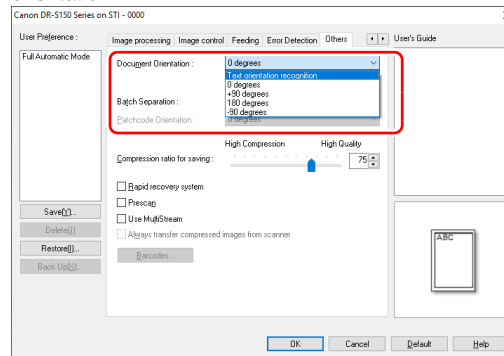 Canon DR-S150 Series on STI - 0000
User Preference :
Full Automatic Mode
Save(Y)...
Delete(J)
Restore(I)...
Back Up(K)...
Image processing Image control Feeding Error Detection Others
Document Orientation : 0 degrees
Text orientation recognition
0 degrees
+90 degrees
180 degrees
-90 degrees
Batch Separation :
Patchcode Orientation : 0 degrees
High Compression High Quality
Compression ratio for saving : 75
Rapid recovery system
Prescan
Use MultiStream
Always transfer compressed images from scanner
Barcodes...
User's Guide
ABC
OK Cancel Default Help